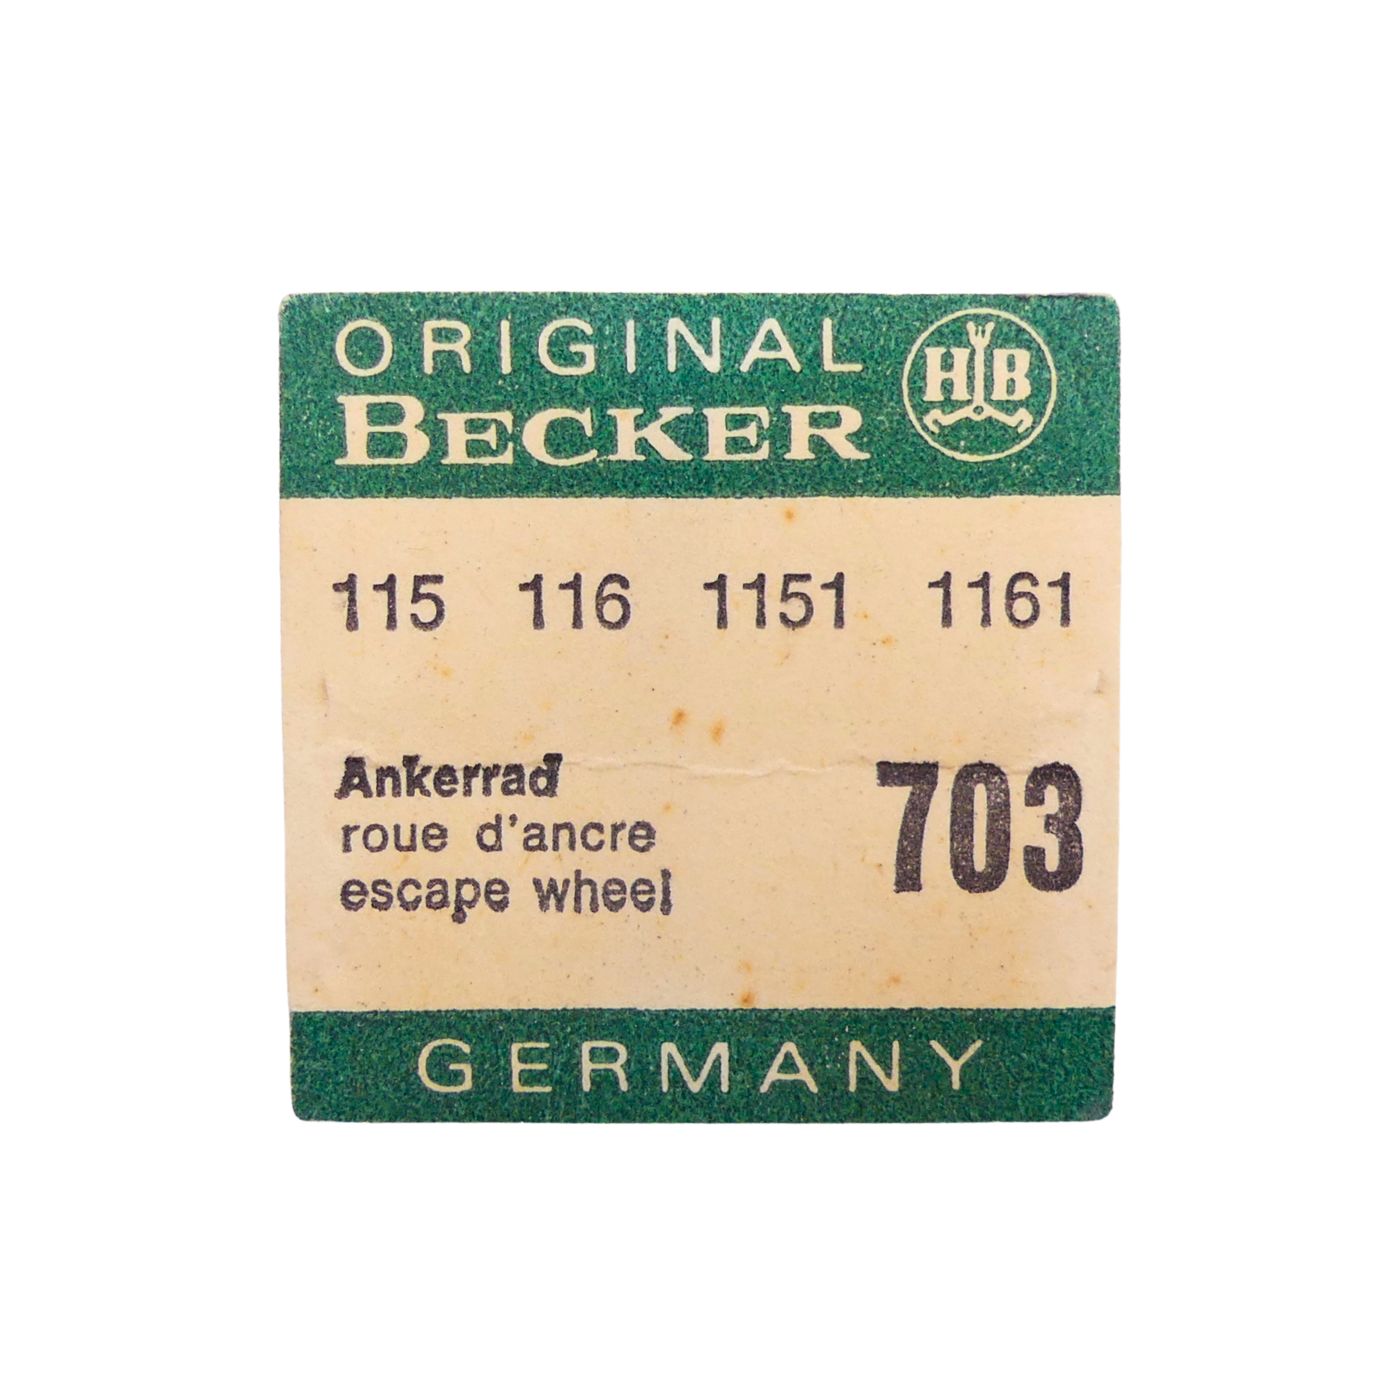 ORIGINAL
BECKER
HB
115 116 1151 1161
Ankerrad
roue d'ancre
escape wheel
703
GERMANY